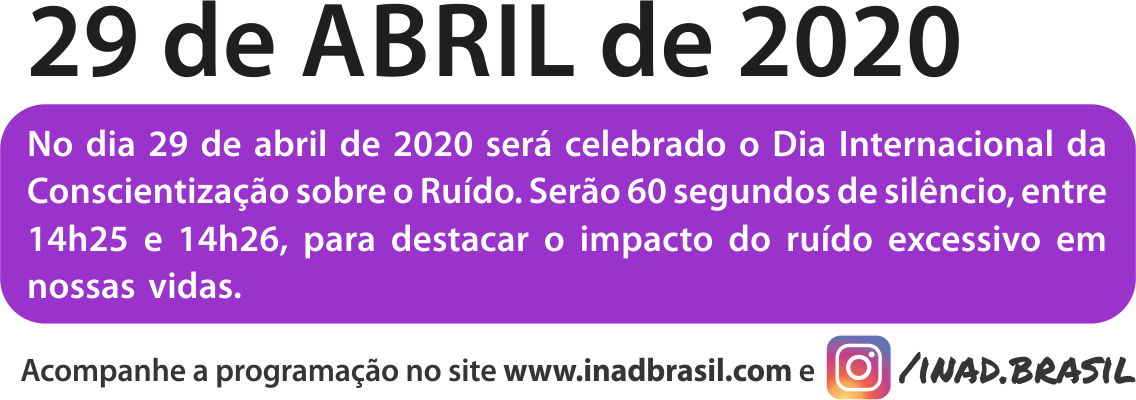 29 de ABRIL de 2020
No dia 29 de abril de 2020 será celebrado o Dia Internacional da
Conscientização sobre o Ruído. Serão 60 segundos de silêncio, entre
14h25 e 14h26, para destacar o impacto do ruído excessivo em
nossas vidas.
Acompanhe a programação no site www.inadbrasil.com e /INAD.BRASIL